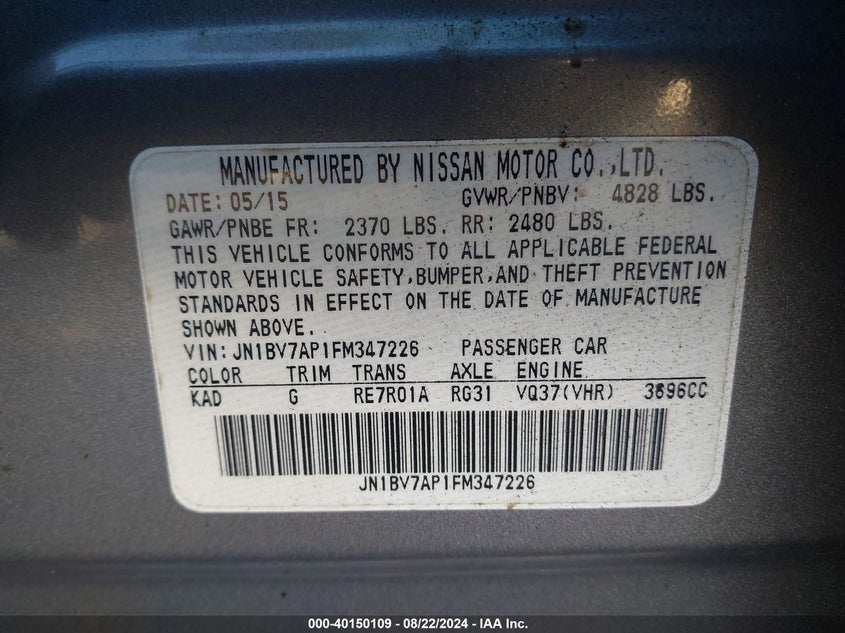 MANUFACTURED BY NISSAN MOTOR CO.,LTD.
DATE: 05/15 GVWR/PNBV: 4828 LBS.
GAWR/PNBE FR: 2370 LBS. RR: 2480 LBS.
THIS VEHICLE CONFORMS TO ALL APPLICABLE FEDERAL
MOTOR VEHICLE SAFETY,BUMPER,AND THEFT PREVENTION
STANDARDS IN EFFECT ON THE DATE OF MANUFACTURE
SHOWN ABOVE.
VIN: JN1BV7AP1FM347226 PASSENGER CAR
COLOR TRIM TRANS AXLE ENGINE
KAD G RE7R01A RG31 VQ37(VHR) 3696CC
JN1BV7AP1FM347226
000-40150109 - 08/22/2024 - IAA Inc.